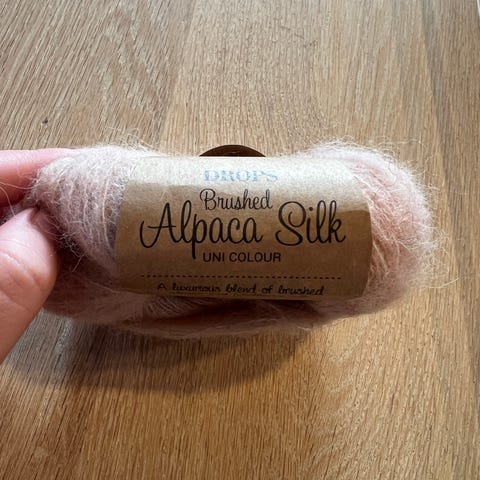 DROPS
Brushed
Alpaca Silk
UNI COLOUR
A luxurious blend of brushed